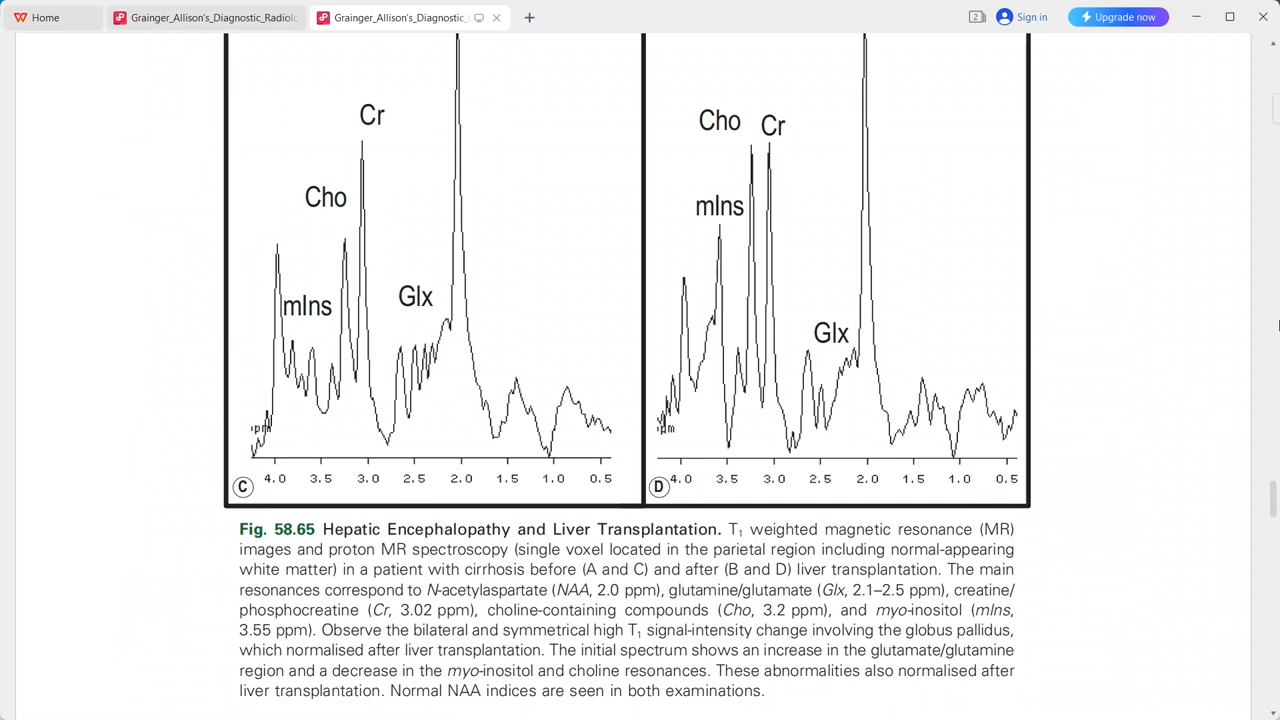 Home
Grainger_Allison's_Diagnostic_Radiolo
Grainger_Allison's_Diagnostic_
2
Sign in
Upgrade now
Cr
Cho
mIns
Glx
4.0 3.5 3.0 2.5 2.0 1.5 1.0 0.5
C
Cho
Cr
mIns
Glx
4.0 3.5 3.0 2.5 2.0 1.5 1.0 0.5
D
Fig. 58.65 Hepatic Encephalopathy and Liver Transplantation. T1 weighted magnetic resonance (MR)
images and proton MR spectroscopy (single voxel located in the parietal region including normal-appearing
white matter) in a patient with cirrhosis before (A and C) and after (B and D) liver transplantation. The main
resonances correspond to N-acetylaspartate (NAA, 2.0 ppm), glutamine/glutamate (Glx, 2.1–2.5 ppm), creatine/
phosphocreatine (Cr, 3.02 ppm), choline-containing compounds (Cho, 3.2 ppm), and myo-inositol (mIns,
3.55 ppm). Observe the bilateral and symmetrical high T1 signal-intensity change involving the globus pallidus,
which normalised after liver transplantation. The initial spectrum shows an increase in the glutamate/glutamine
region and a decrease in the myo-inositol and choline resonances. These abnormalities also normalised after
liver transplantation. Normal NAA indices are seen in both examinations.